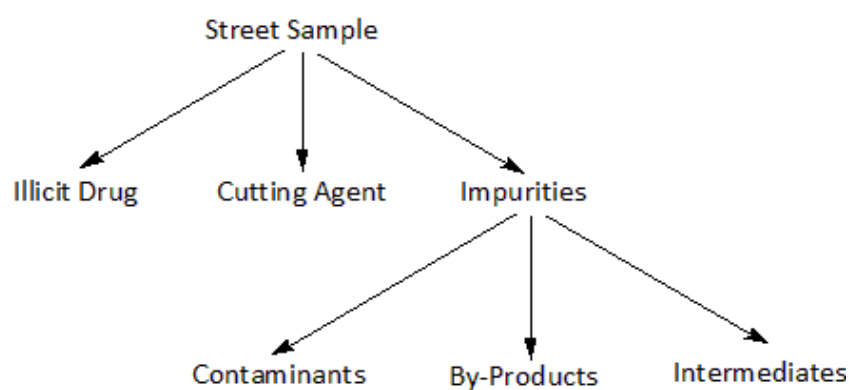 Street Sample
Illicit Drug
Cutting Agent
Impurities
Contaminants
By-Products
Intermediates